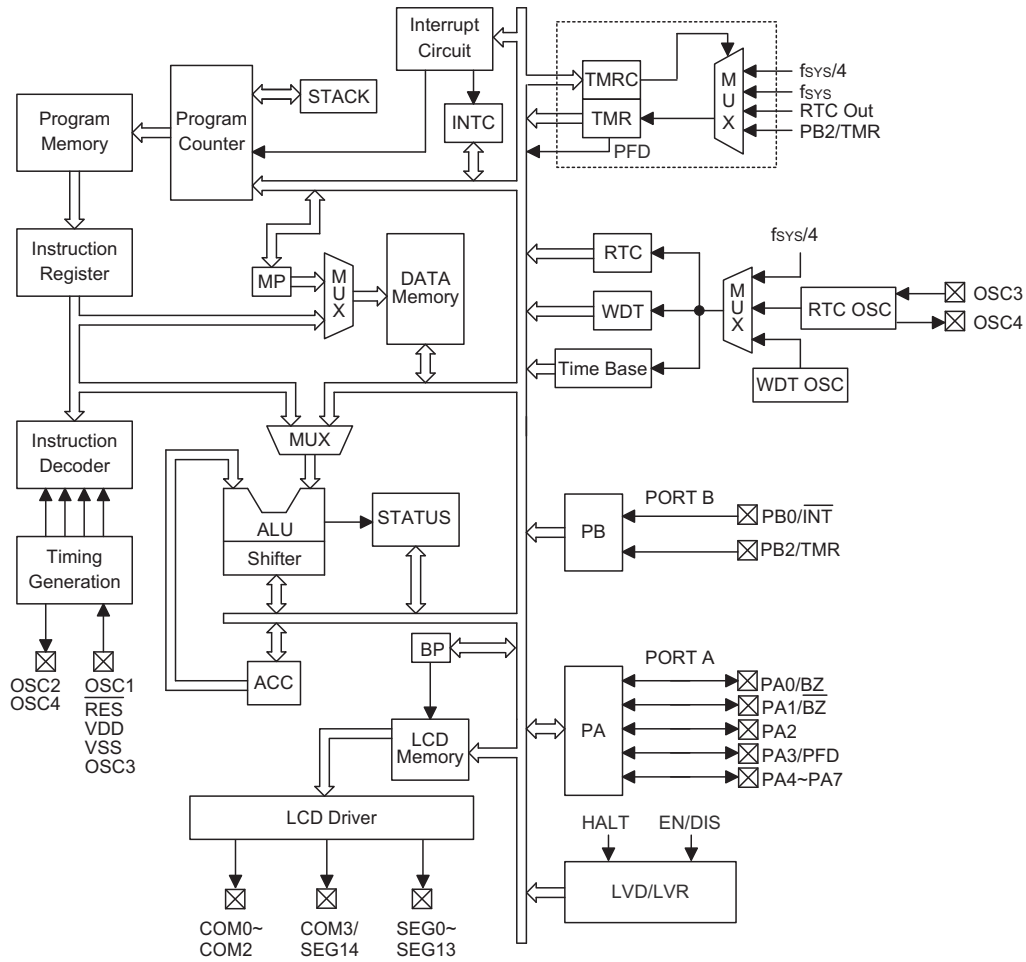 Interrupt
Circuit
STACK
INTC
Program
Memory
Program
Counter
TMRC
TMR
PFD
MUX
fSYS/4
fSYS
RTC Out
PB2/TMR
Instruction
Register
MP
MUX
DATA
Memory
RTC
WDT
Time Base
MUX
fSYS/4
RTC OSC
OSC3
OSC4
WDT OSC
Instruction
Decoder
MUX
ALU
Shifter
STATUS
Timing
Generation
OSC2
OSC4
OSC1
R̅E̅S̅
VDD
VSS
OSC3
ACC
BP
LCD
Memory
LCD Driver
COM0~
COM2
COM3/
SEG14
SEG0~
SEG13
PB
PORT B
PB0/I̅N̅T̅
PB2/TMR
PA
PORT A
PA0/BZ
PA1/B̅Z̅
PA2
PA3/PFD
PA4~PA7
HALT
EN/DIS
LVD/LVR